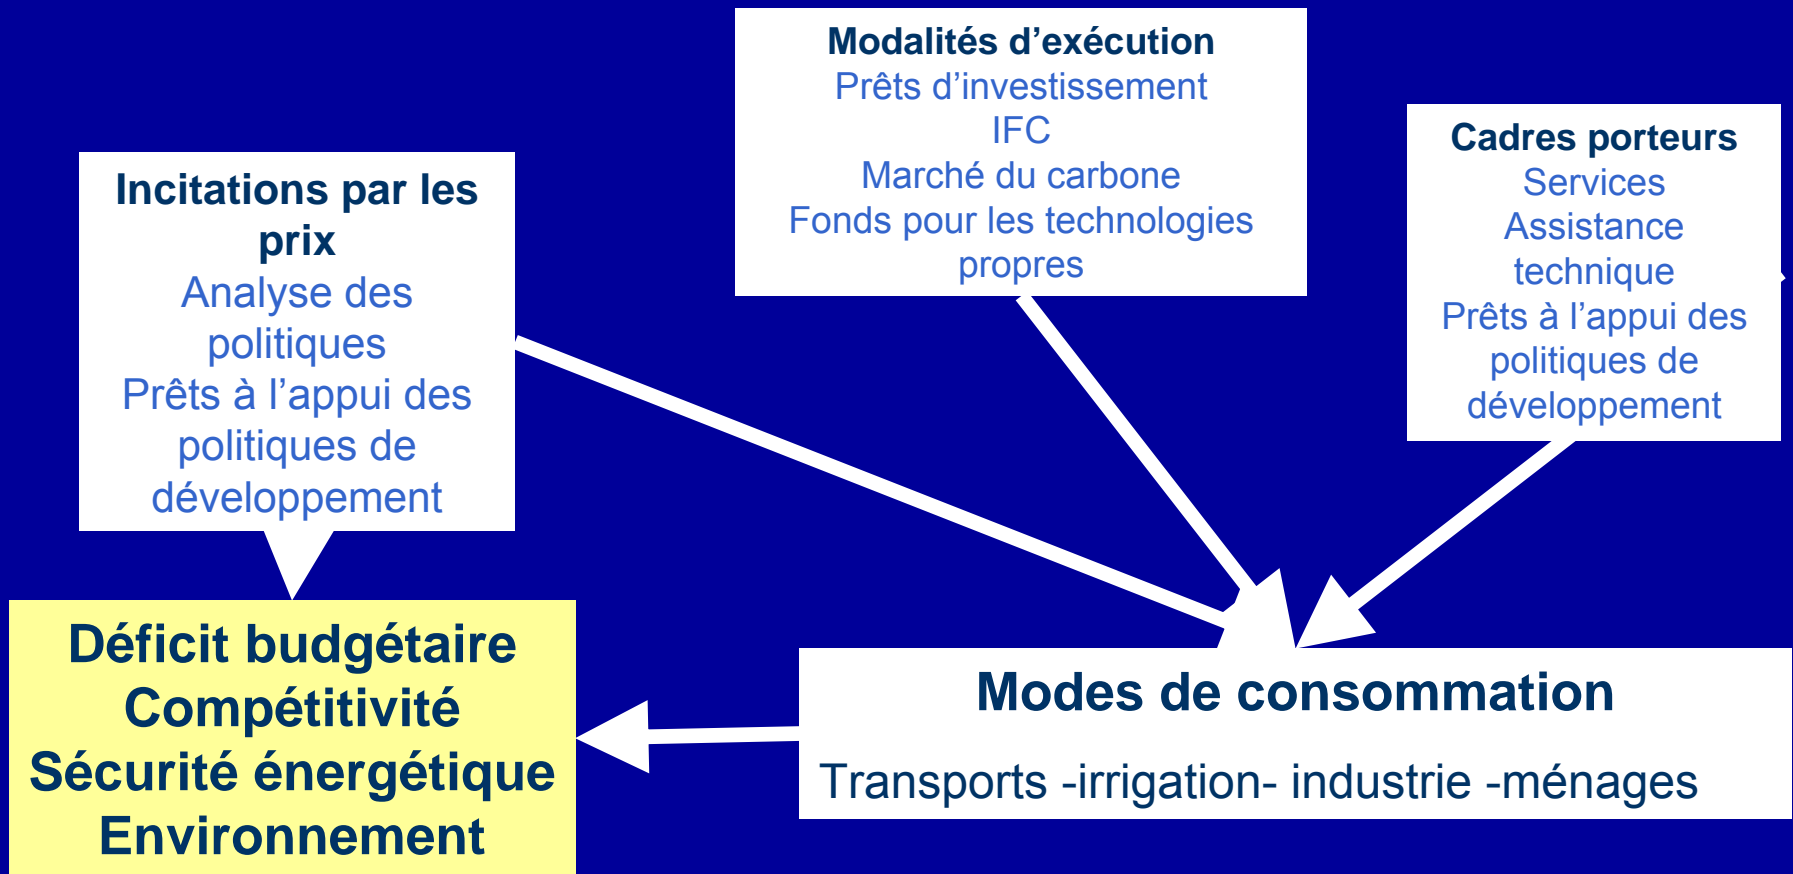 Modalités d’exécution
Prêts d’investissement
IFC
Marché du carbone
Fonds pour les technologies
propres
Cadres porteurs
Services
Assistance
technique
Prêts à l’appui des
politiques de
développement
Incitations par les
prix
Analyse des
politiques
Prêts à l’appui des
politiques de
développement
Déficit budgétaire
Compétitivité
Sécurité énergétique
Environnement
Modes de consommation
Transports -irrigation- industrie -ménages